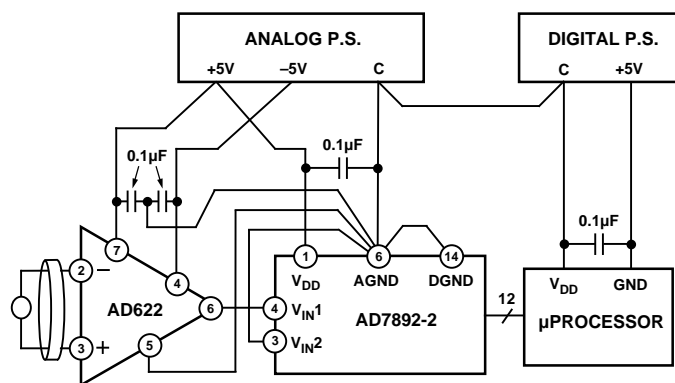 ANALOG P.S.
+5V –5V C
DIGITAL P.S.
C +5V
0.1µF
0.1µF
0.1µF
7
1
6
14
2
–
4
VDD
AGND
DGND
VDD
GND
AD622
6
4
VIN1
AD7892-2
12
µPROCESSOR
3
+
5
3
VIN2